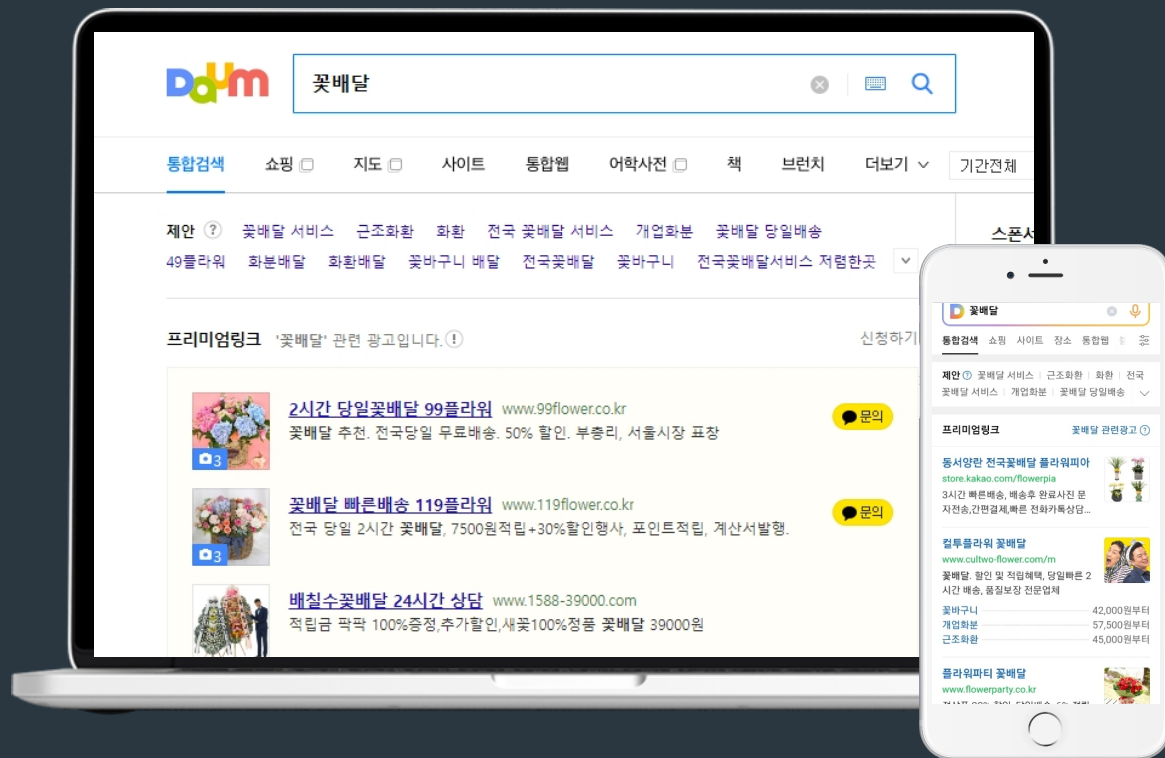 Daum
꽃배달
통합검색 쇼핑 지도 사이트 통합웹 어학사전 책 브런치 더보기 기간전체
제안 ? 꽃배달 서비스 근조화환 화환 전국 꽃배달 서비스 개업화분 꽃배달 당일배송
스폰서
49플라워 화분배달 화환배달 꽃바구니 배달 전국꽃배달 꽃바구니 전국꽃배달서비스 저렴한곳
프리미엄링크 '꽃배달' 관련 광고입니다. ! 신청하기
2시간 당일꽃배달 99플라워 www.99flower.co.kr
꽃배달 추천. 전국당일 무료배송. 50% 할인. 부총리, 서울시장 표창
문의
3
꽃배달 빠른배송 119플라워 www.119flower.co.kr
전국 당일 2시간 꽃배달, 7500원적립+30%할인행사, 포인트적립, 계산서발행.
문의
3
배칠수꽃배달 24시간 상담 www.1588-39000.com
적립금 팍팍 100%증정,추가할인,새꽃100%정품 꽃배달 39000원
꽃배달
통합검색 쇼핑 사이트 장소 통합웹
제안 ? 꽃배달 서비스 근조화환 화환 전국
꽃배달 서비스 개업화분 꽃배달 당일배송
프리미엄링크 꽃배달 관련광고 ?
동서양란 전국꽃배달 플라워피아
store.kakao.com/flowerpia
3시간 빠른배송, 배송후 완료사진 문
자전송,간편결제,빠른 전화카톡상담...
컬투플라워 꽃배달
www.cultwo-flower.com/m
꽃배달. 할인 및 적립혜택, 당일빠른 2
시간 배송, 품질보장 전문업체
꽃바구니 42,000원부터
개업화분 57,500원부터
근조화환 45,000원부터
플라워파티 꽃배달
www.flowerparty.co.kr